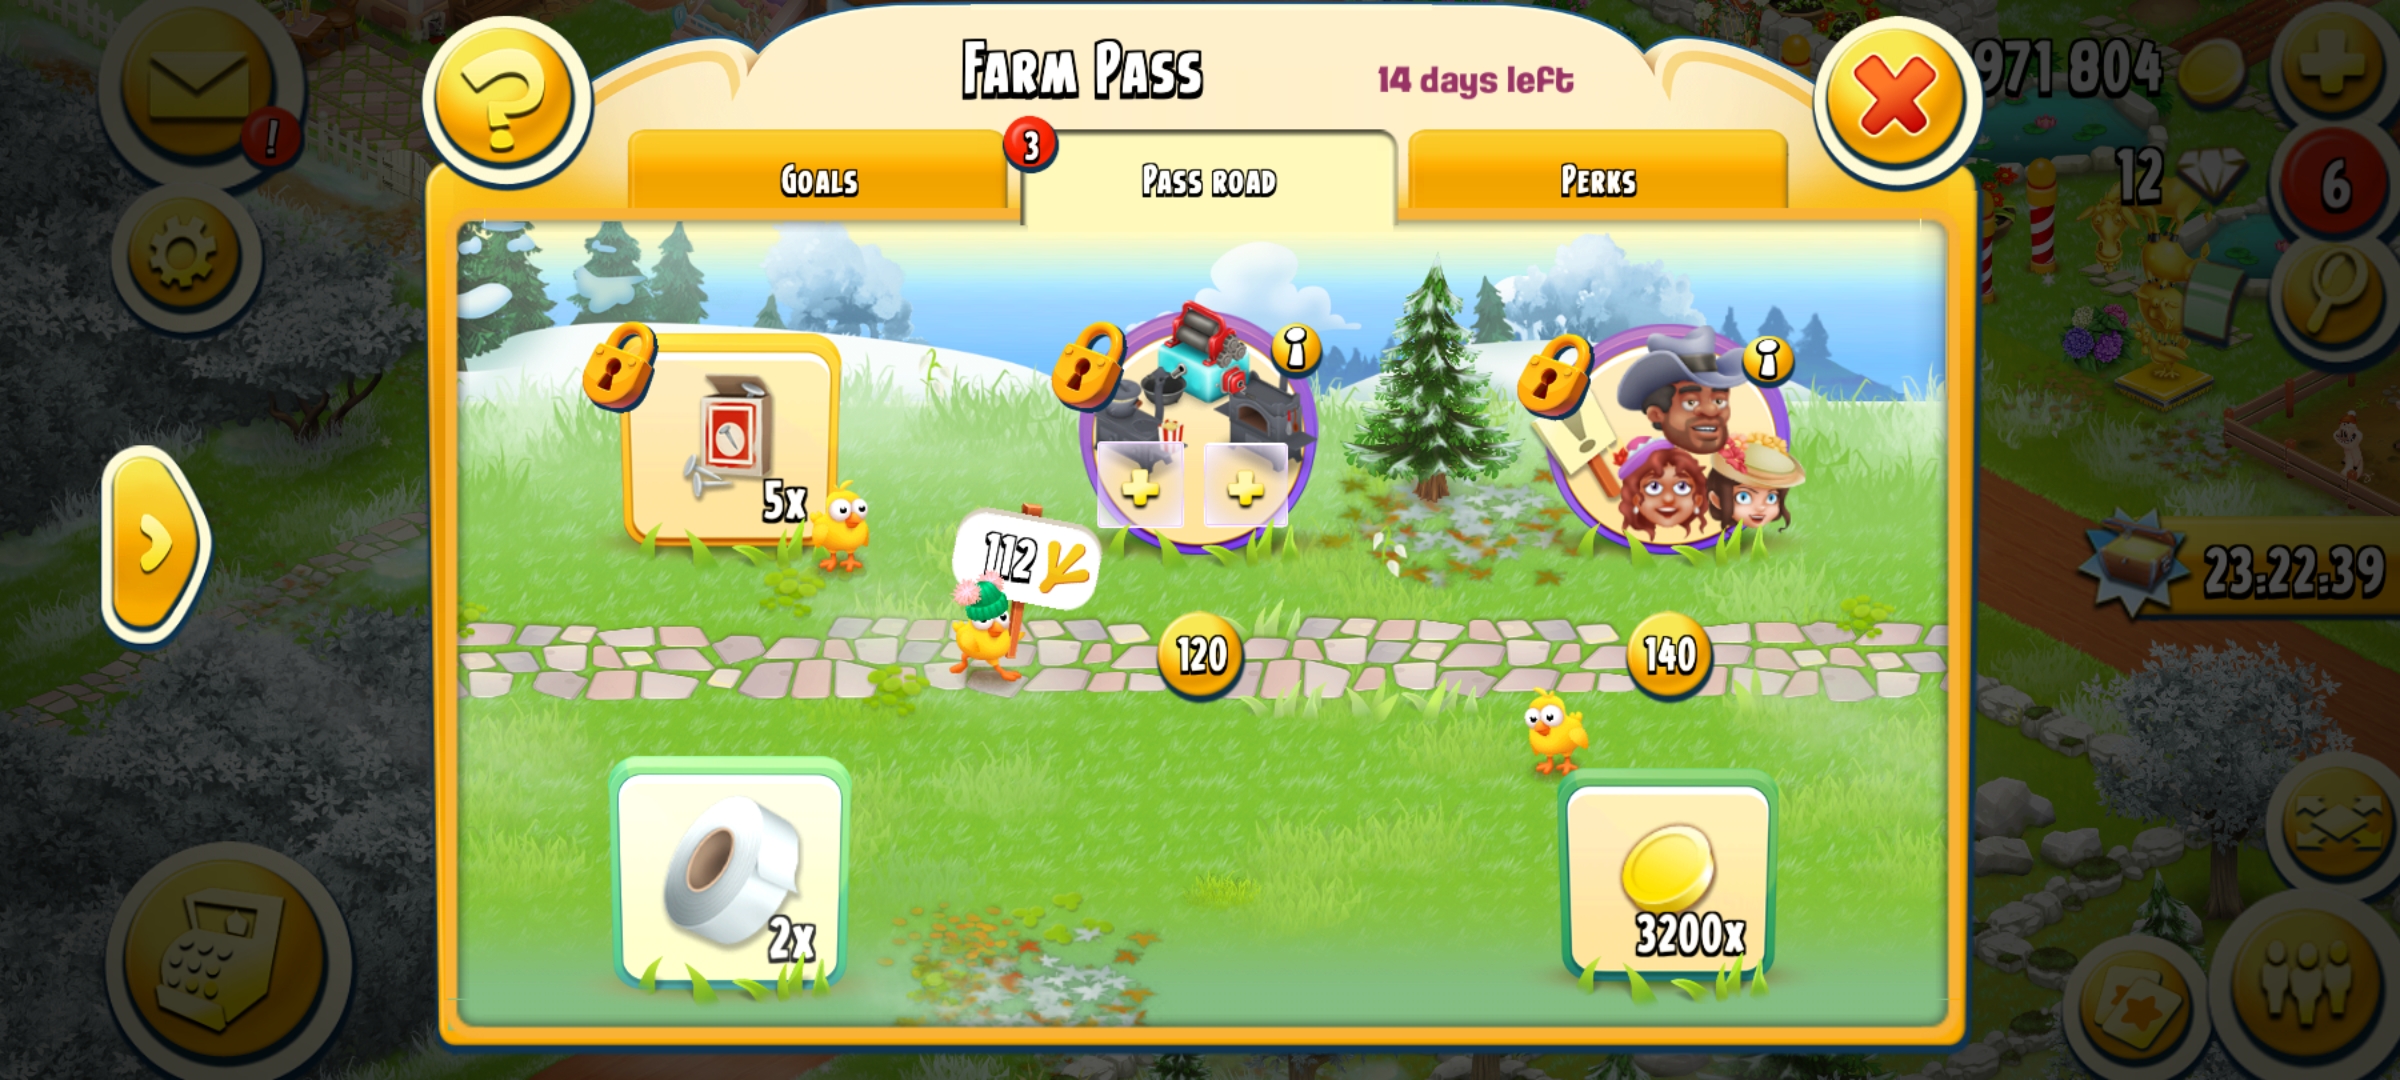 FARM PASS
14 days left
971 804
GOALS
3
PASS ROAD
PERKS
12
6
5x
112
23:22:39
120
140
2x
3200x